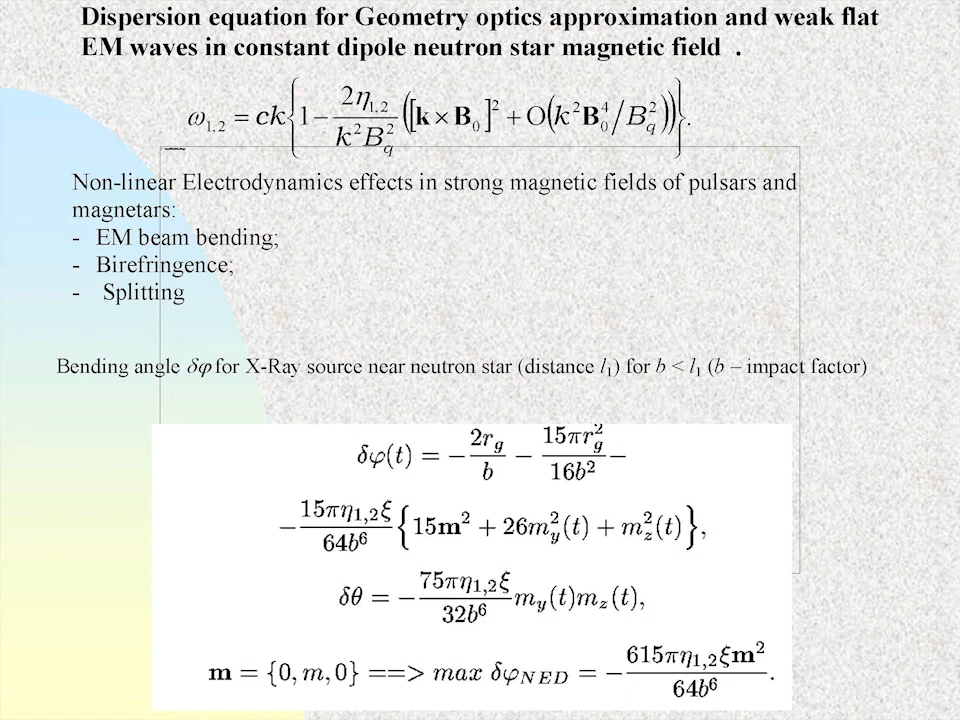 Dispersion equation for Geometry optics approximation and weak flat
EM waves in constant dipole neutron star magnetic field .
ω₁,₂ = ck{1 − 2η₁,₂/(k²B_q²) ([k × B₀]² + O(k²B₀⁴/B_q²))}.
Non-linear Electrodynamics effects in strong magnetic fields of pulsars and
magnetars:
- EM beam bending;
- Birefringence;
- Splitting
Bending angle δφ for X-Ray source near neutron star (distance l₁) for b < l₁ (b – impact factor)
δφ(t) = − 2r_g/b − 15πr_g²/16b² −
− 15πη₁,₂ξ/64b⁶ {15m² + 26m_y²(t) + m_z²(t)},
δθ = − 75πη₁,₂ξ/32b⁶ m_y(t)m_z(t),
m = {0, m, 0} ==> max δφ_NED = − 615πη₁,₂ξm²/64b⁶.